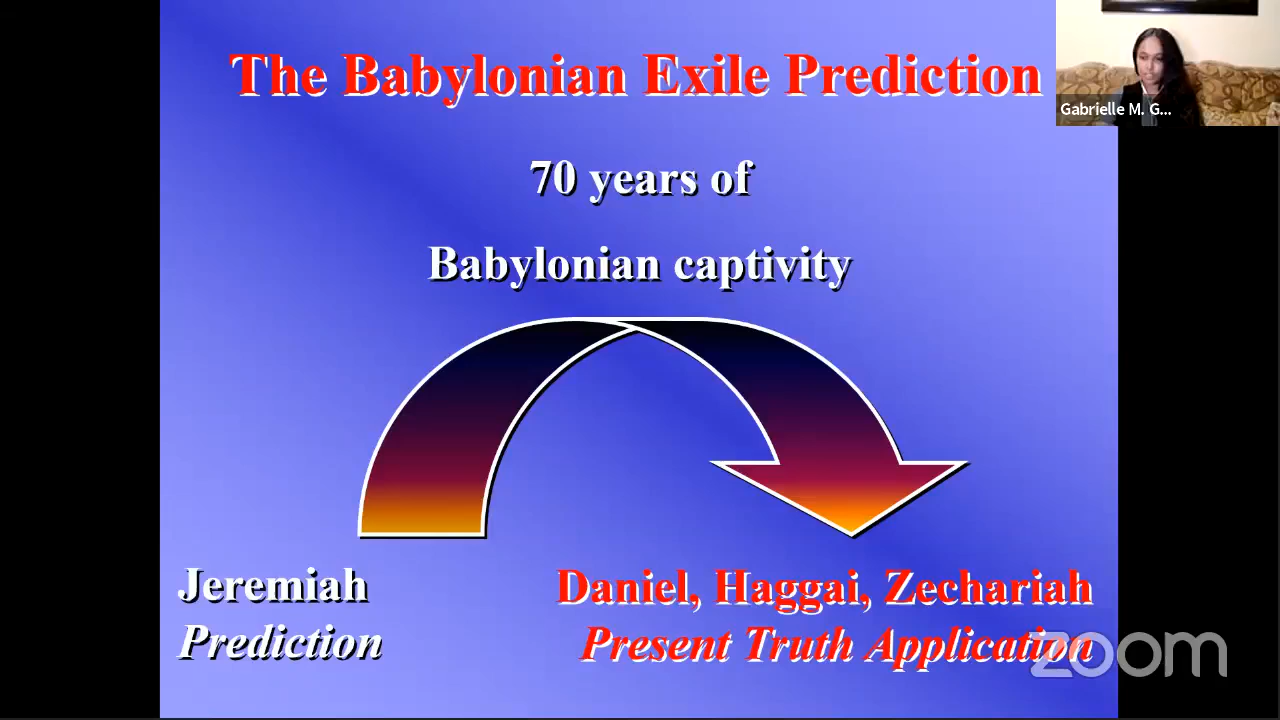 The Babylonian Exile Prediction
Gabrielle M. G...
70 years of
Babylonian captivity
Jeremiah
Prediction
Daniel, Haggai, Zechariah
Present Truth Application
zoom